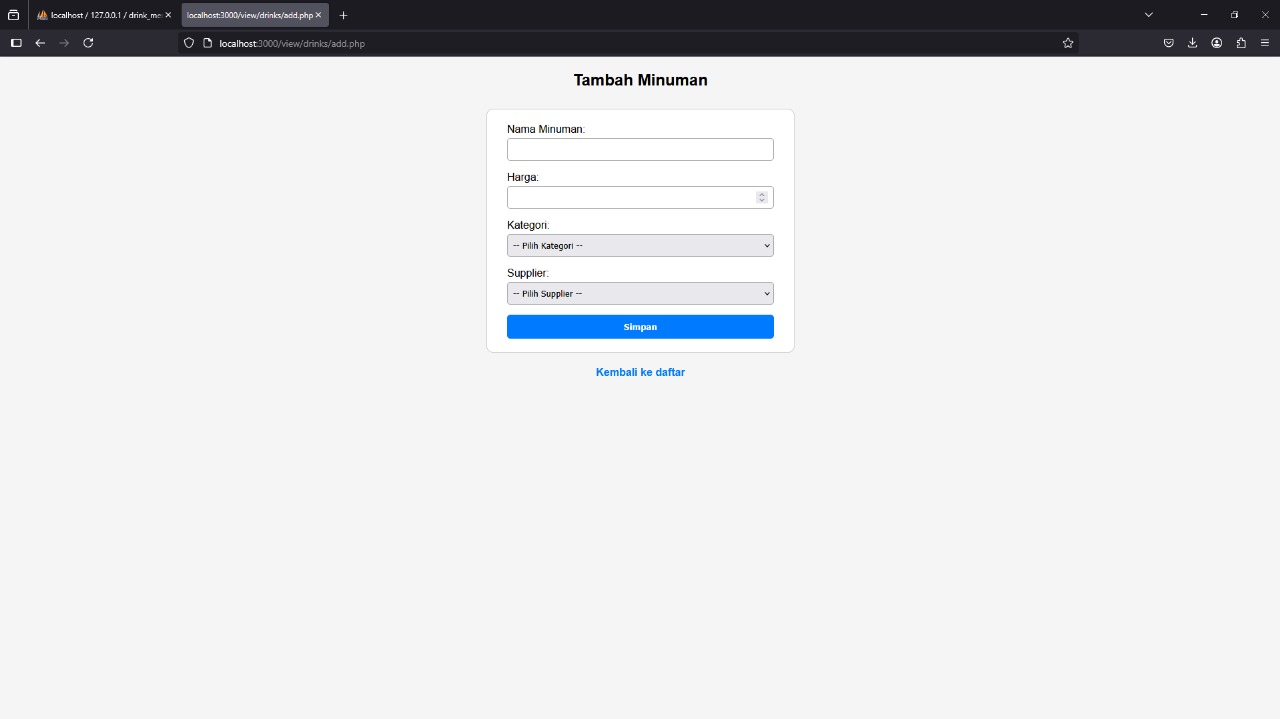 localhost / 127.0.0.1 / drink_me
localhost:3000/view/drinks/add.php
localhost:3000/view/drinks/add.php
Tambah Minuman
Nama Minuman:
Harga:
Kategori:
-- Pilih Kategori --
Supplier:
-- Pilih Supplier --
Simpan
Kembali ke daftar